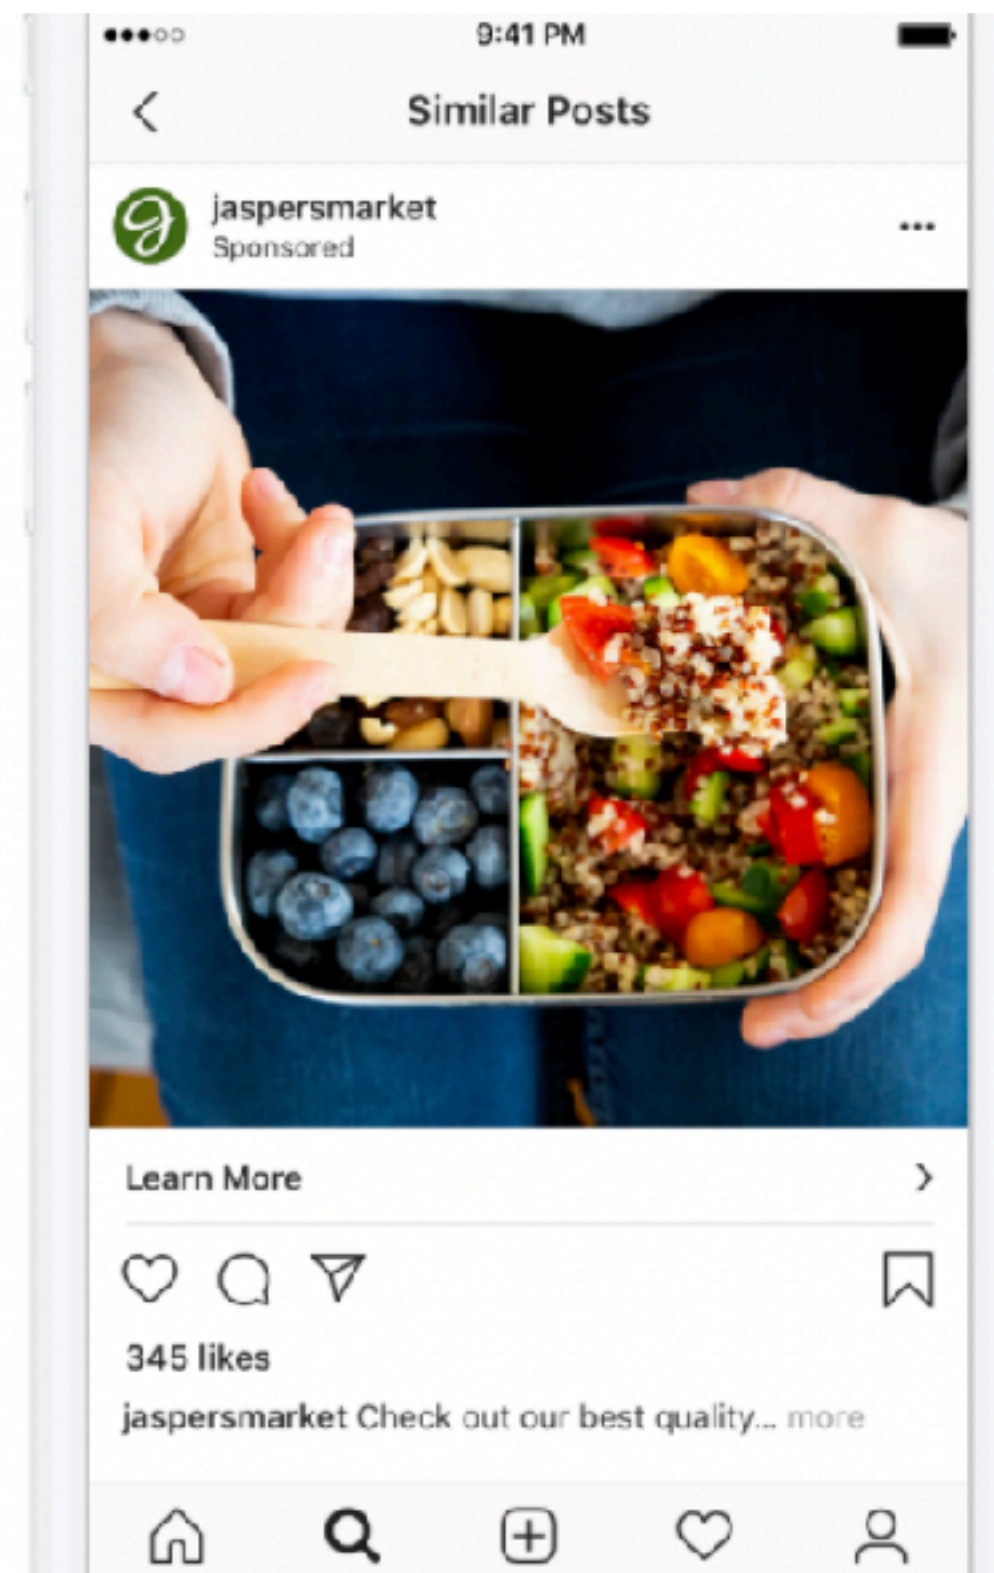 9:41 PM
Similar Posts
jaspersmarket
Sponsored
Learn More
345 likes
jaspersmarket Check out our best quality... more